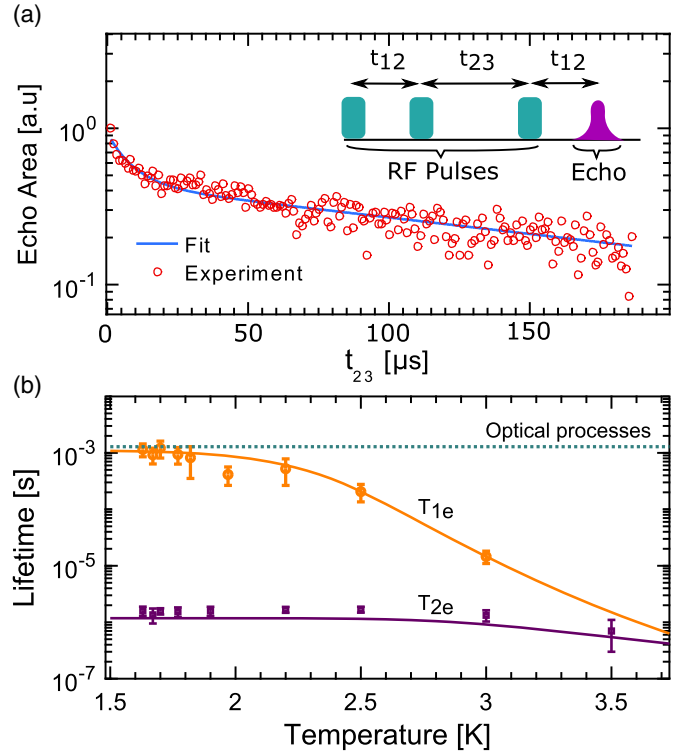 (a)
t12 t23 t12
RF Pulses Echo
Echo Area [a.u]
10^0
10^-1
Fit
Experiment
0 50 100 150
t23 [μs]
(b)
Optical processes
T1e
T2e
Lifetime [s]
10^-3
10^-5
10^-7
1.5 2 2.5 3 3.5
Temperature [K]